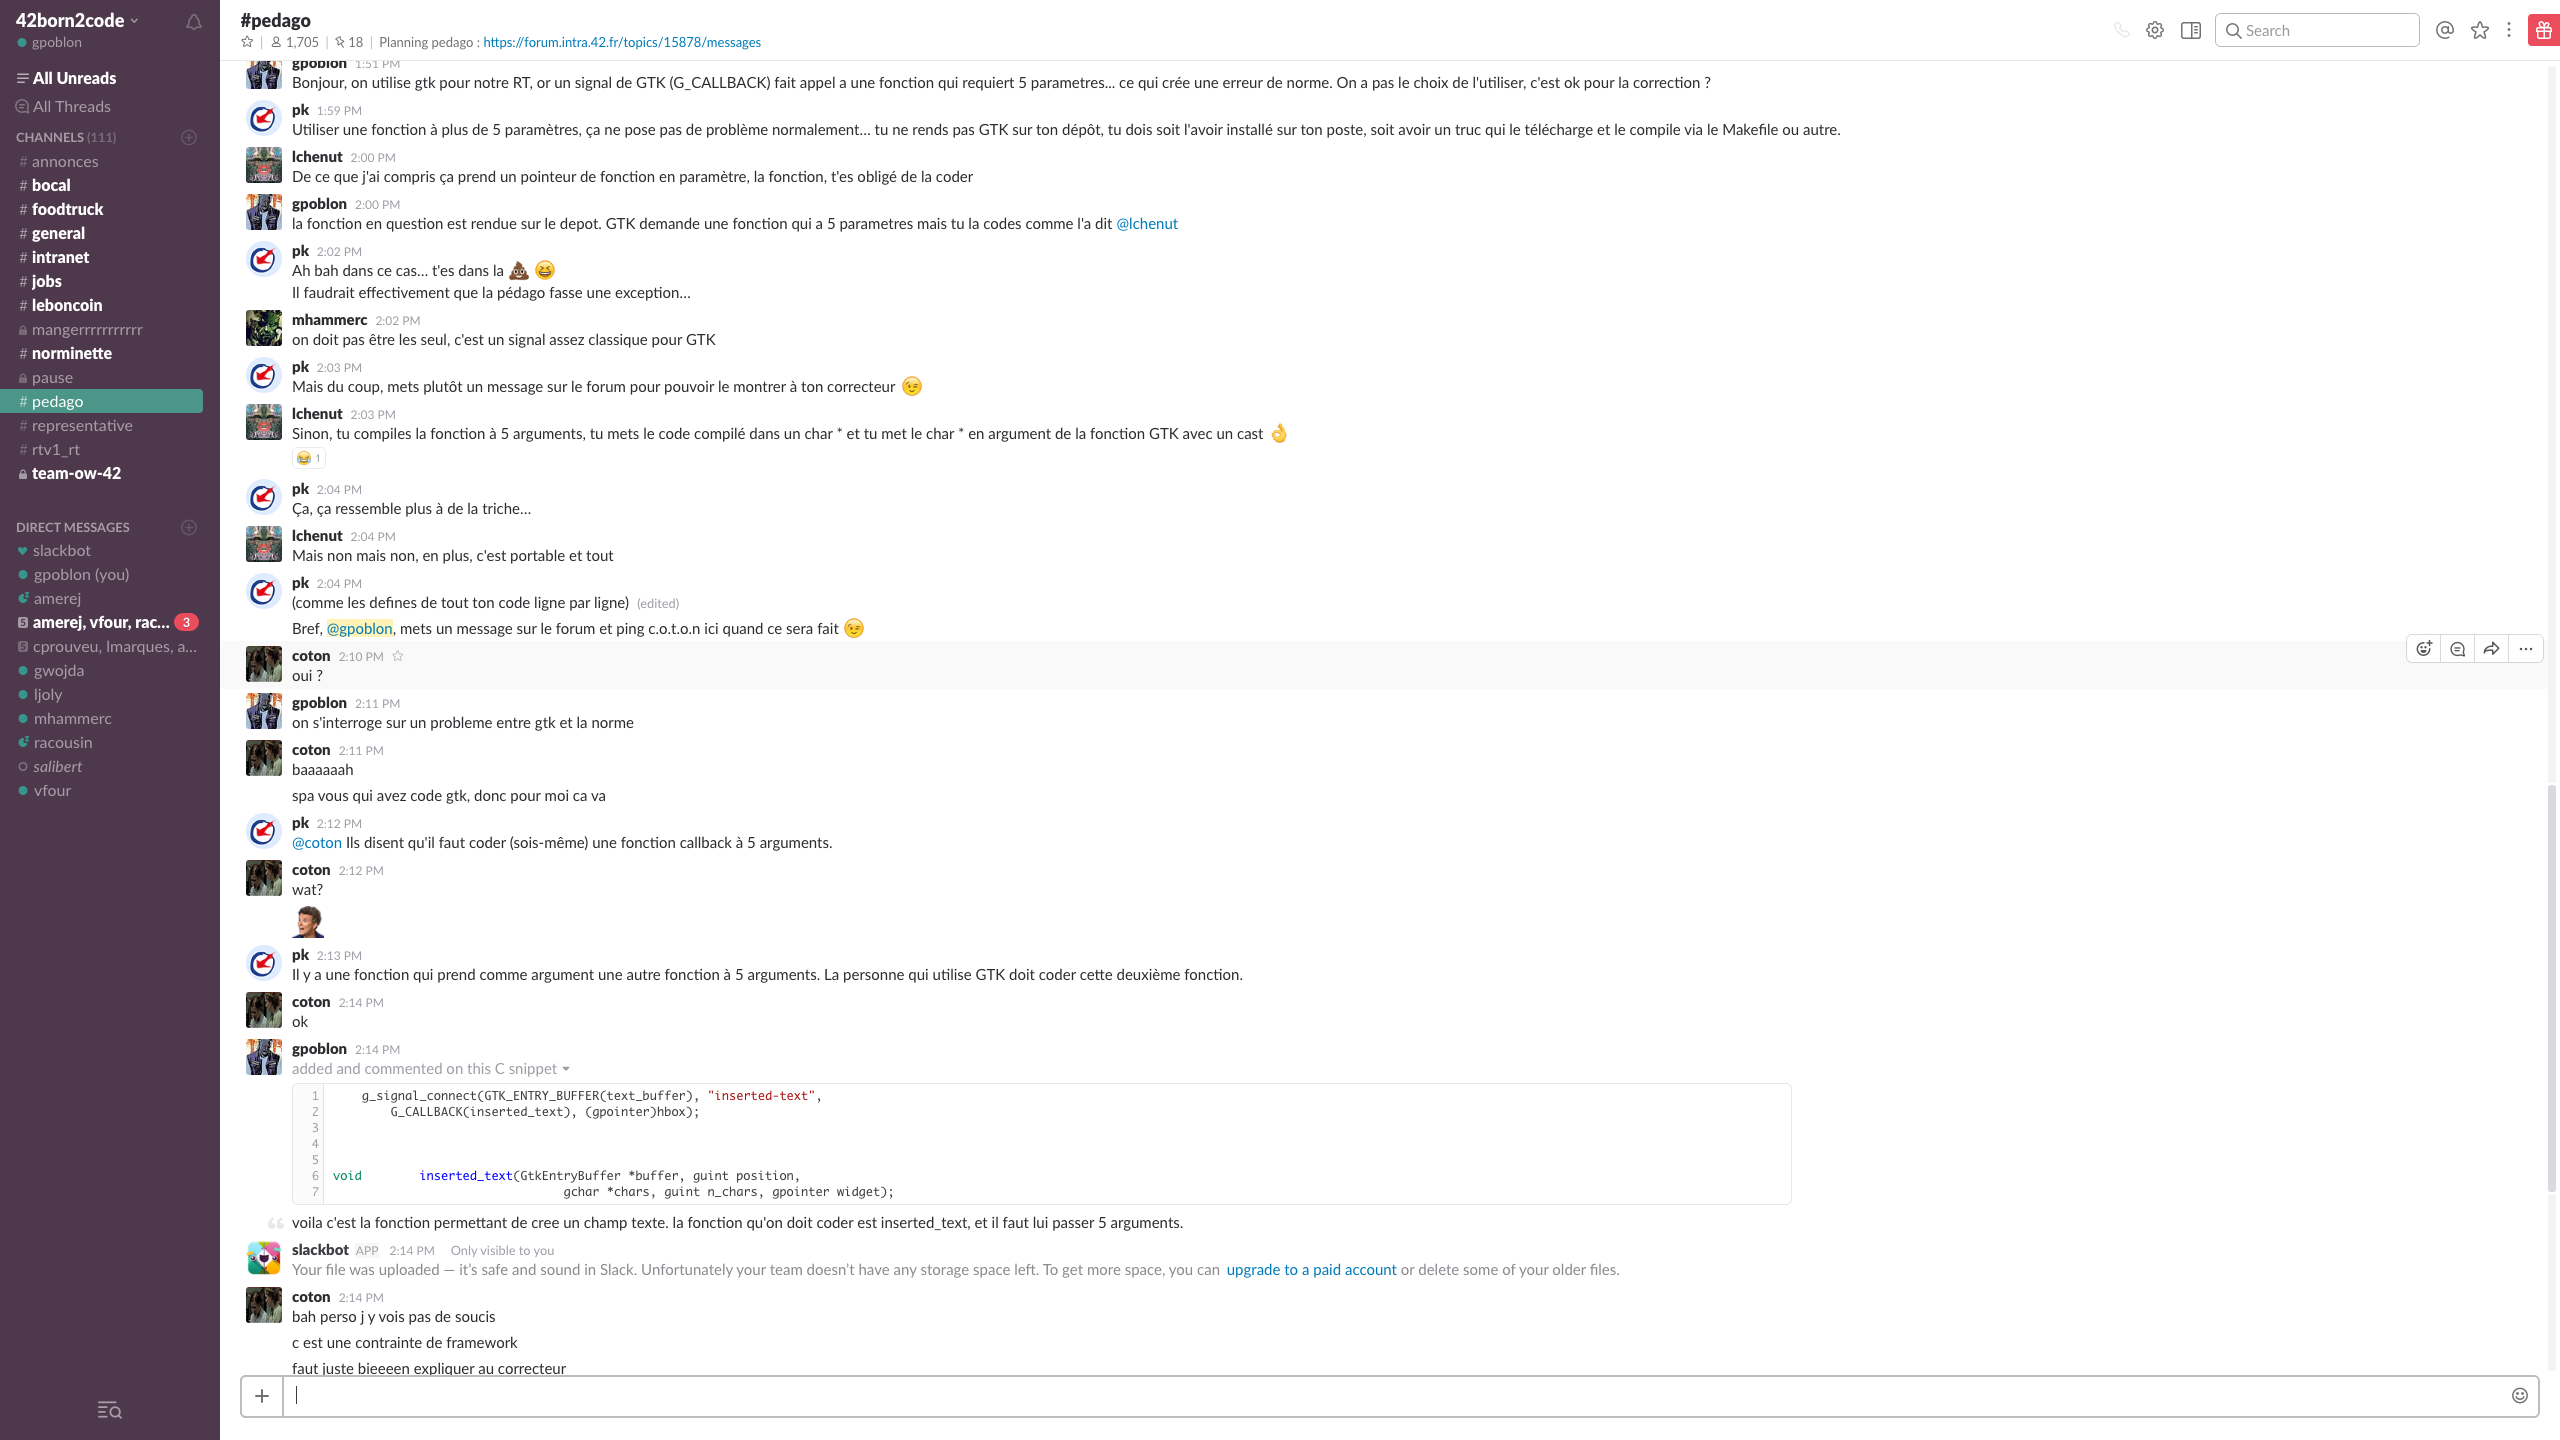 42born2code
gpoblon
All Unreads
All Threads
CHANNELS (111)
# annonces
# bocal
# foodtruck
# general
# intranet
# jobs
# leboncoin
mangerrrrrrrrrrr
# norminette
pause
# pedago
# representative
# rtv1_rt
team-ow-42
DIRECT MESSAGES
slackbot
gpoblon (you)
amerej
amerej, vfour, rac... 3
cprouveu, lmarques, a...
gwojda
ljoly
mhammerc
racousin
salibert
vfour
#pedago
1,705 | 18 | Planning pedago : https://forum.intra.42.fr/topics/15878/messages
Search
gpoblon 1:51 PM
Bonjour, on utilise gtk pour notre RT, or un signal de GTK (G_CALLBACK) fait appel a une fonction qui requiert 5 parametres... ce qui crée une erreur de norme. On a pas le choix de l'utiliser, c'est ok pour la correction ?
pk 1:59 PM
Utiliser une fonction à plus de 5 paramètres, ça ne pose pas de problème normalement... tu ne rends pas GTK sur ton dépôt, tu dois soit l'avoir installé sur ton poste, soit avoir un truc qui le télécharge et le compile via le Makefile ou autre.
lchenut 2:00 PM
De ce que j'ai compris ça prend un pointeur de fonction en paramètre, la fonction, t'es obligé de la coder
gpoblon 2:00 PM
la fonction en question est rendue sur le depot. GTK demande une fonction qui a 5 parametres mais tu la codes comme l'a dit @lchenut
pk 2:02 PM
Ah bah dans ce cas... t'es dans la 💩 😆
Il faudrait effectivement que la pédago fasse une exception...
mhammerc 2:02 PM
on doit pas être les seul, c'est un signal assez classique pour GTK
pk 2:03 PM
Mais du coup, mets plutôt un message sur le forum pour pouvoir le montrer à ton correcteur 😉
lchenut 2:03 PM
Sinon, tu compiles la fonction à 5 arguments, tu mets le code compilé dans un char * et tu met le char * en argument de la fonction GTK avec un cast 👌
😂 1
pk 2:04 PM
Ça, ça ressemble plus à de la triche...
lchenut 2:04 PM
Mais non mais non, en plus, c'est portable et tout
pk 2:04 PM
(comme les defines de tout ton code ligne par ligne) (edited)
Bref, @gpoblon, mets un message sur le forum et ping c.o.t.o.n ici quand ce sera fait 😉
coton 2:10 PM
oui ?
gpoblon 2:11 PM
on s'interroge sur un probleme entre gtk et la norme
coton 2:11 PM
baaaaaah
spa vous qui avez code gtk, donc pour moi ca va
pk 2:12 PM
@coton Ils disent qu'il faut coder (sois-même) une fonction callback à 5 arguments.
coton 2:12 PM
wat?
pk 2:13 PM
Il y a une fonction qui prend comme argument une autre fonction à 5 arguments. La personne qui utilise GTK doit coder cette deuxième fonction.
coton 2:14 PM
ok
gpoblon 2:14 PM
added and commented on this C snippet
1 g_signal_connect(GTK_ENTRY_BUFFER(text_buffer), "inserted-text",
2 G_CALLBACK(inserted_text), (gpointer)hbox);
3
4
5
6 void inserted_text(GtkEntryBuffer *buffer, guint position,
7 gchar *chars, guint n_chars, gpointer widget);
voila c'est la fonction permettant de cree un champ texte. la fonction qu'on doit coder est inserted_text, et il faut lui passer 5 arguments.
slackbot APP 2:14 PM Only visible to you
Your file was uploaded — it's safe and sound in Slack. Unfortunately your team doesn't have any storage space left. To get more space, you can upgrade to a paid account or delete some of your older files.
coton 2:14 PM
bah perso j y vois pas de soucis
c est une contrainte de framework
faut juste bieeeen expliquer au correcteur